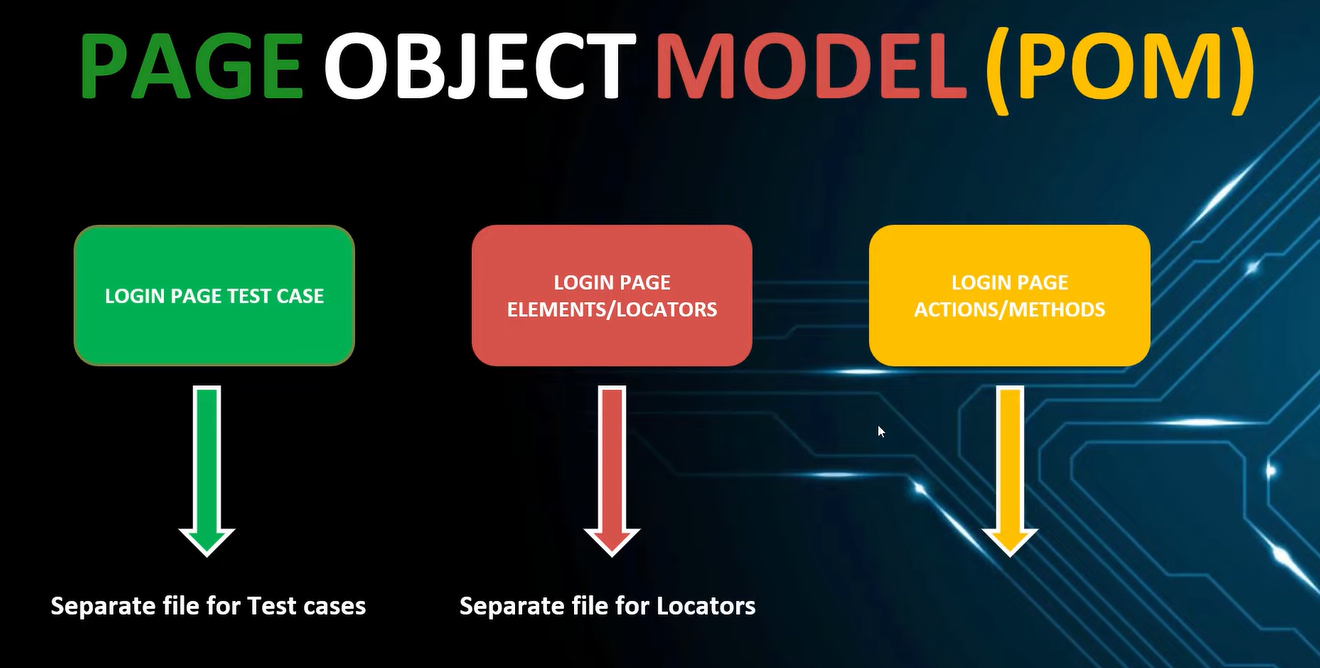 PAGE OBJECT MODEL (POM)
LOGIN PAGE TEST CASE
LOGIN PAGE
ELEMENTS/LOCATORS
LOGIN PAGE
ACTIONS/METHODS
Separate file for Test cases
Separate file for Locators